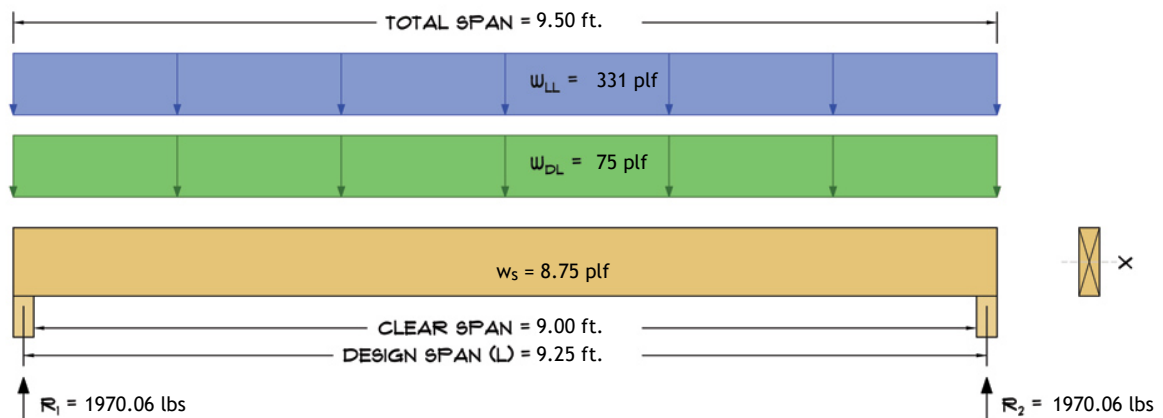 TOTAL SPAN = 9.50 ft.
WLL = 331 plf
WDL = 75 plf
ws = 8.75 plf
X
CLEAR SPAN = 9.00 ft.
DESIGN SPAN (L) = 9.25 ft.
R1 = 1970.06 lbs
R2 = 1970.06 lbs